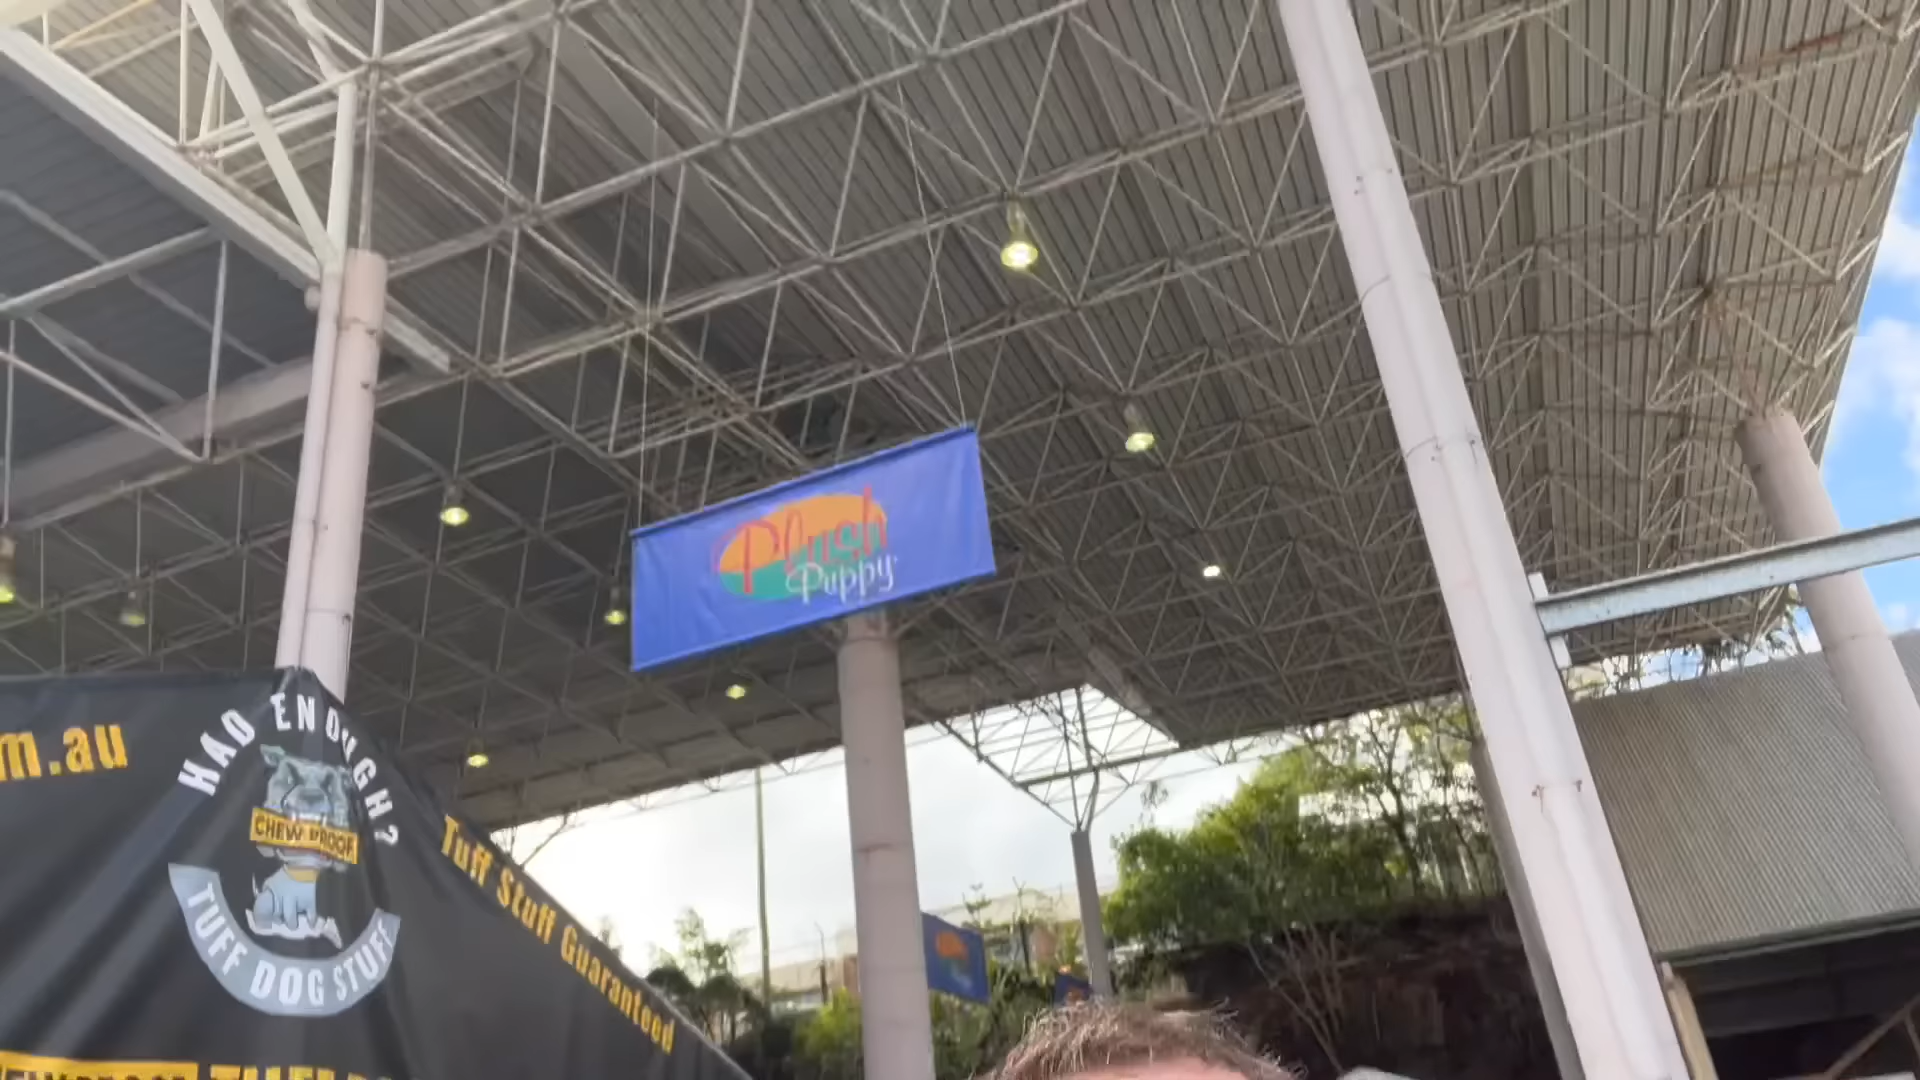 Plush
Puppy
m.au
HAD ENOUGH?
CHEW PROOF
TUFF DOG STUFF
Tuff Stuff Guaranteed